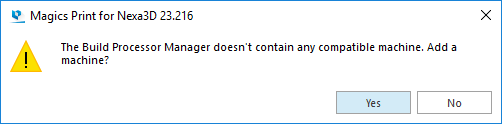 Magics Print for Nexa3D 23.216
The Build Processor Manager doesn't contain any compatible machine. Add a
machine?
Yes
No